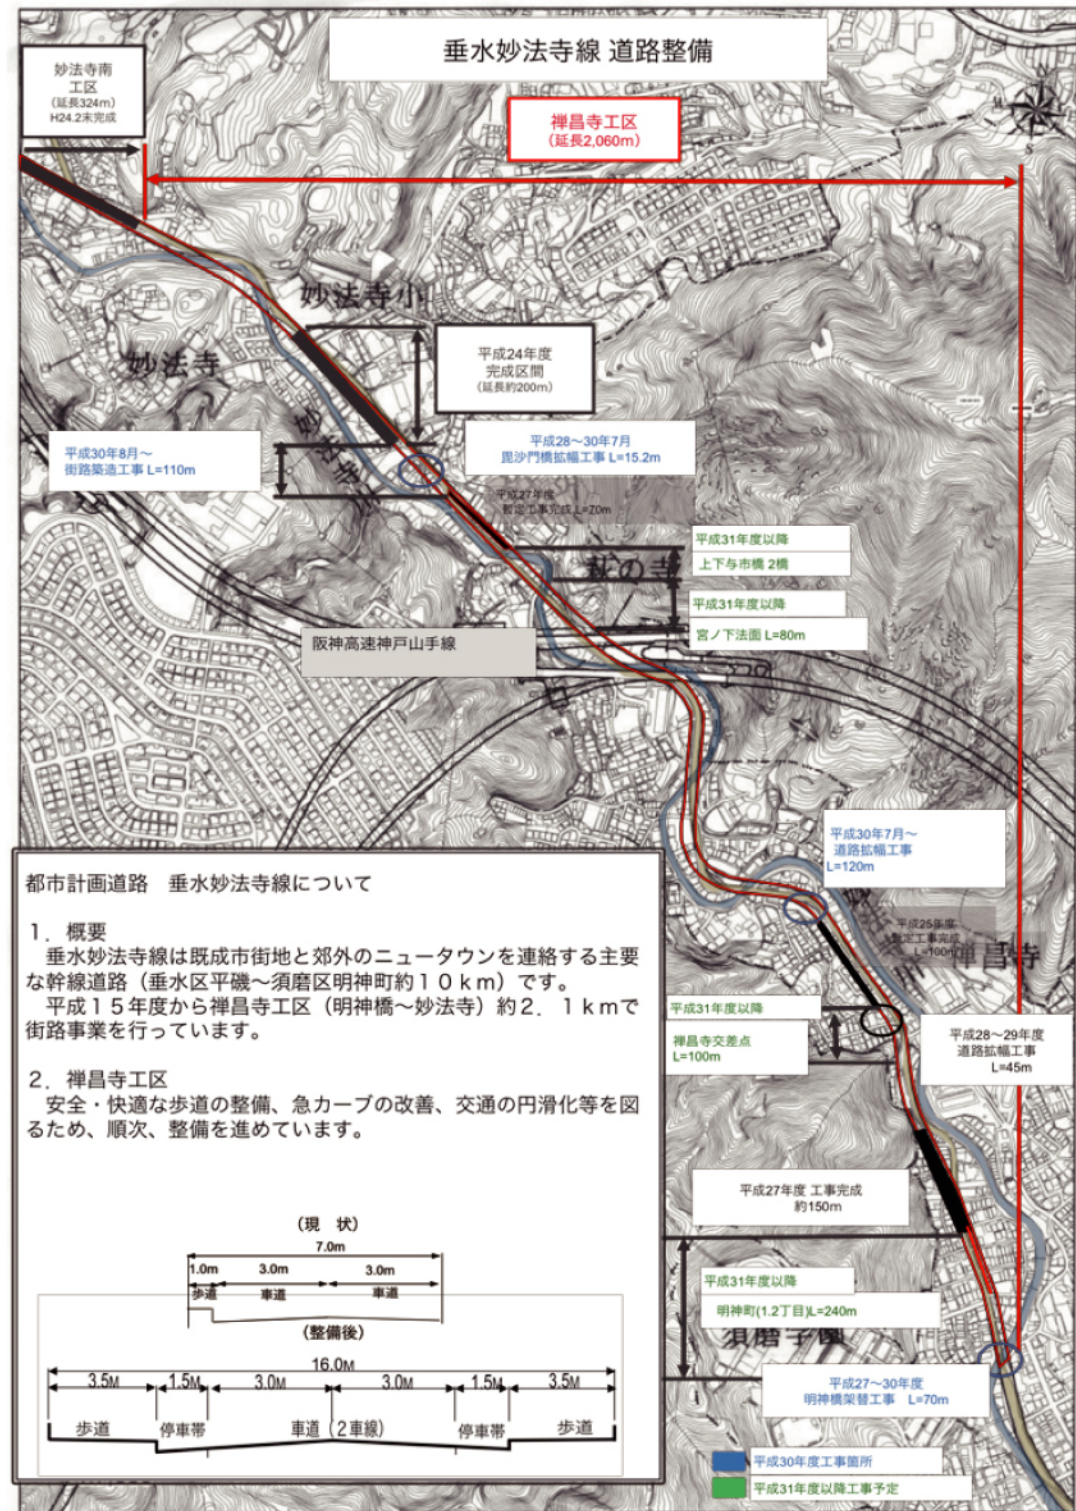 垂水妙法寺線 道路整備
妙法寺南
工区
（延長324m）
H24.2末完成
禅昌寺工区
（延長2,060m）
S
妙法寺小
妙法寺
平成24年度
完成区間
（延長約200m）
平成30年8月～
街路築造工事 L=110m
平成28～30年7月
毘沙門橋拡幅工事 L=15.2m
妙法寺
平成27年度
暫定工事完成 L=70m
平成31年度以降
上下与市橋 2橋
萩の寺
平成31年度以降
宮ノ下法面 L=80m
阪神高速神戸山手線
平成30年7月～
道路拡幅工事
L=120m
平成25年度
暫定工事完成
L=100m
禅昌寺
平成31年度以降
禅昌寺交差点
L=100m
平成28～29年度
道路拡幅工事
L=45m
平成27年度 工事完成
約150m
平成31年度以降
明神町(1.2丁目)L=240m
須磨学園
平成27～30年度
明神橋架替工事 L=70m
平成30年度工事箇所
平成31年度以降工事予定
都市計画道路　垂水妙法寺線について
１．概要
　垂水妙法寺線は既成市街地と郊外のニュータウンを連絡する主要
な幹線道路（垂水区平磯～須磨区明神町約１０ｋｍ）です。
　平成１５年度から禅昌寺工区（明神橋～妙法寺）約２．１ｋｍで
街路事業を行っています。
２．禅昌寺工区
　安全・快適な歩道の整備、急カーブの改善、交通の円滑化等を図
るため、順次、整備を進めています。
（現　状）
7.0m
1.0m 3.0m 3.0m
歩道 車道 車道
（整備後）
16.0M
3.5M 1.5M 3.0M 3.0M 1.5M 3.5M
歩道 停車帯 車道（２車線） 停車帯 歩道